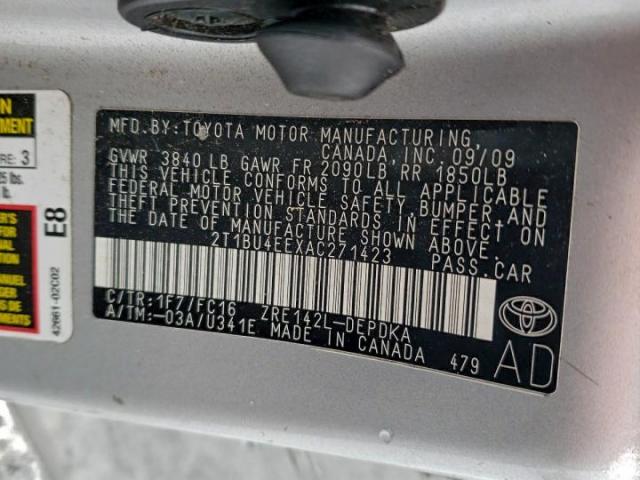 MFD.BY:TOYOTA MOTOR MANUFACTURING,
CANADA, INC. 09/09
GVWR 3840LB GAWR FR 2090LB RR 1850LB
THIS VEHICLE CONFORMS TO ALL APPLICABLE
FEDERAL MOTOR VEHICLE SAFETY, BUMPER, AND
THEFT PREVENTION STANDARDS IN EFFECT ON
THE DATE OF MANUFACTURE SHOWN ABOVE.
2T1BU4EEXAC271423 PASS.CAR
C/TR:1F7/FC16 ZRE142L-DEPDKA
A/TM:-03A/U341E MADE IN CANADA 479
AD
3
lbs.
lb.
E8
42661-02C02